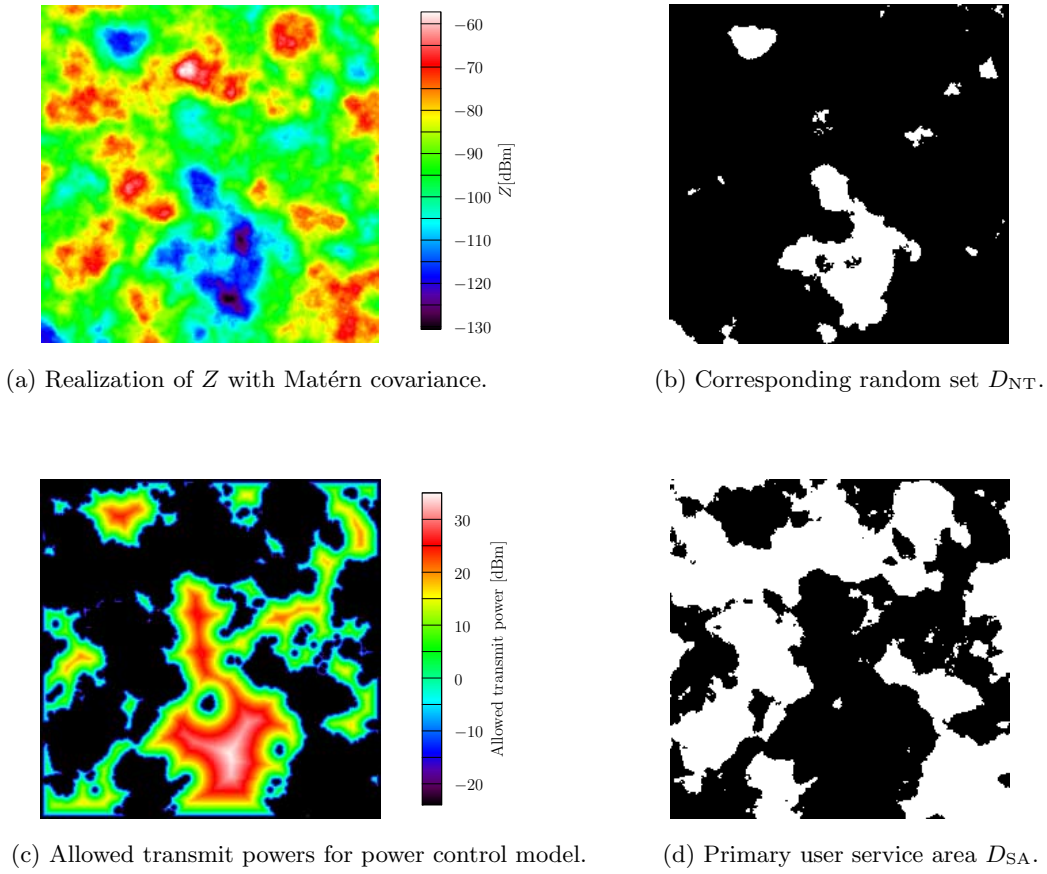 −60
−70
−80
−90
−100
−110
−120
−130
Z[dBm]
(a) Realization of Z with Matérn covariance.
(b) Corresponding random set D_NT.
30
20
10
0
−10
−20
Allowed transmit power [dBm]
(c) Allowed transmit powers for power control model.
(d) Primary user service area D_SA.